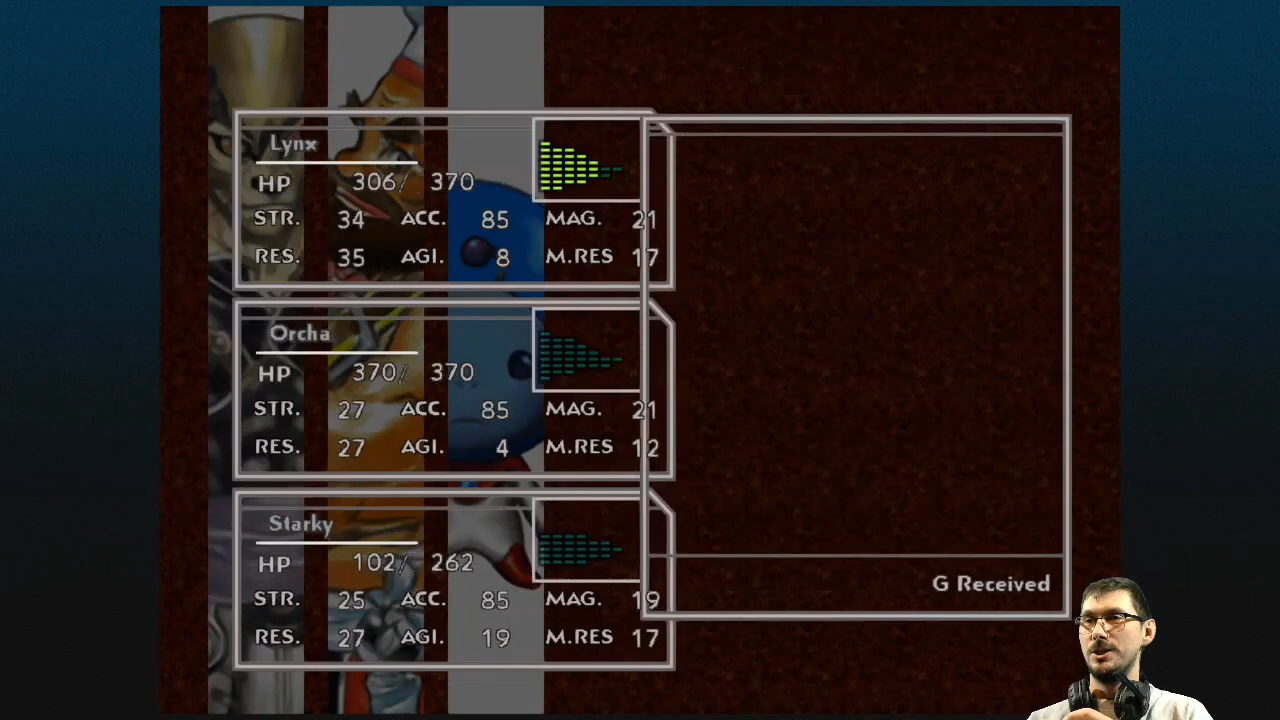 Lynx
HP 306/ 370
STR. 34 ACC. 85 MAG. 21
RES. 35 AGI. 8 M.RES 17
Orcha
HP 370/ 370
STR. 27 ACC. 85 MAG. 21
RES. 27 AGI. 4 M.RES 12
Starky
HP 102/ 262
STR. 25 ACC. 85 MAG. 19
RES. 27 AGI. 19 M.RES 17
G Received